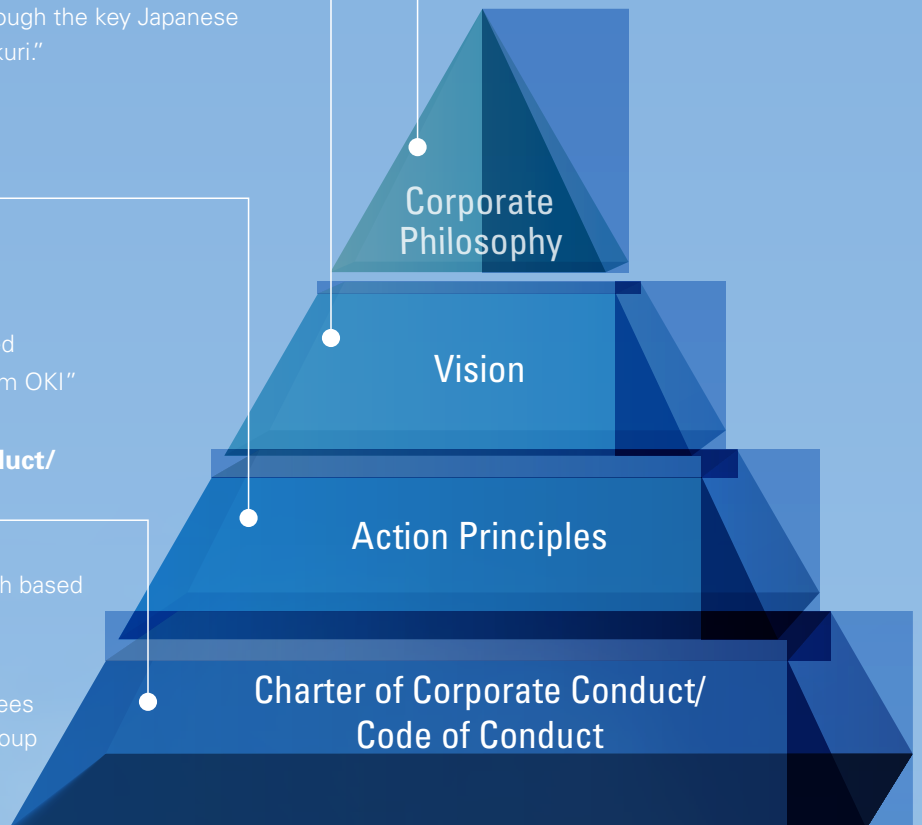 ough the key Japanese
kuri.”
d
m OKI”
duct/
h based
ees
oup
Corporate
Philosophy
Vision
Action Principles
Charter of Corporate Conduct/
Code of Conduct